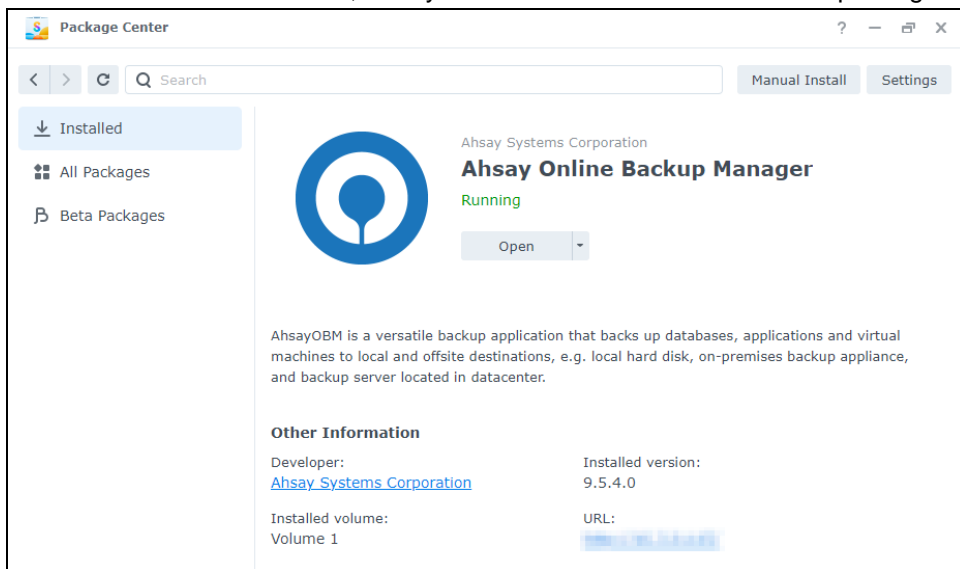 Package Center
Search
Manual Install
Settings
Installed
All Packages
Beta Packages
Ahsay Systems Corporation
Ahsay Online Backup Manager
Running
Open
AhsayOBM is a versatile backup application that backs up databases, applications and virtual
machines to local and offsite destinations, e.g. local hard disk, on-premises backup appliance,
and backup server located in datacenter.
Other Information
Developer:
Installed version:
Ahsay Systems Corporation
9.5.4.0
Installed volume:
URL:
Volume 1